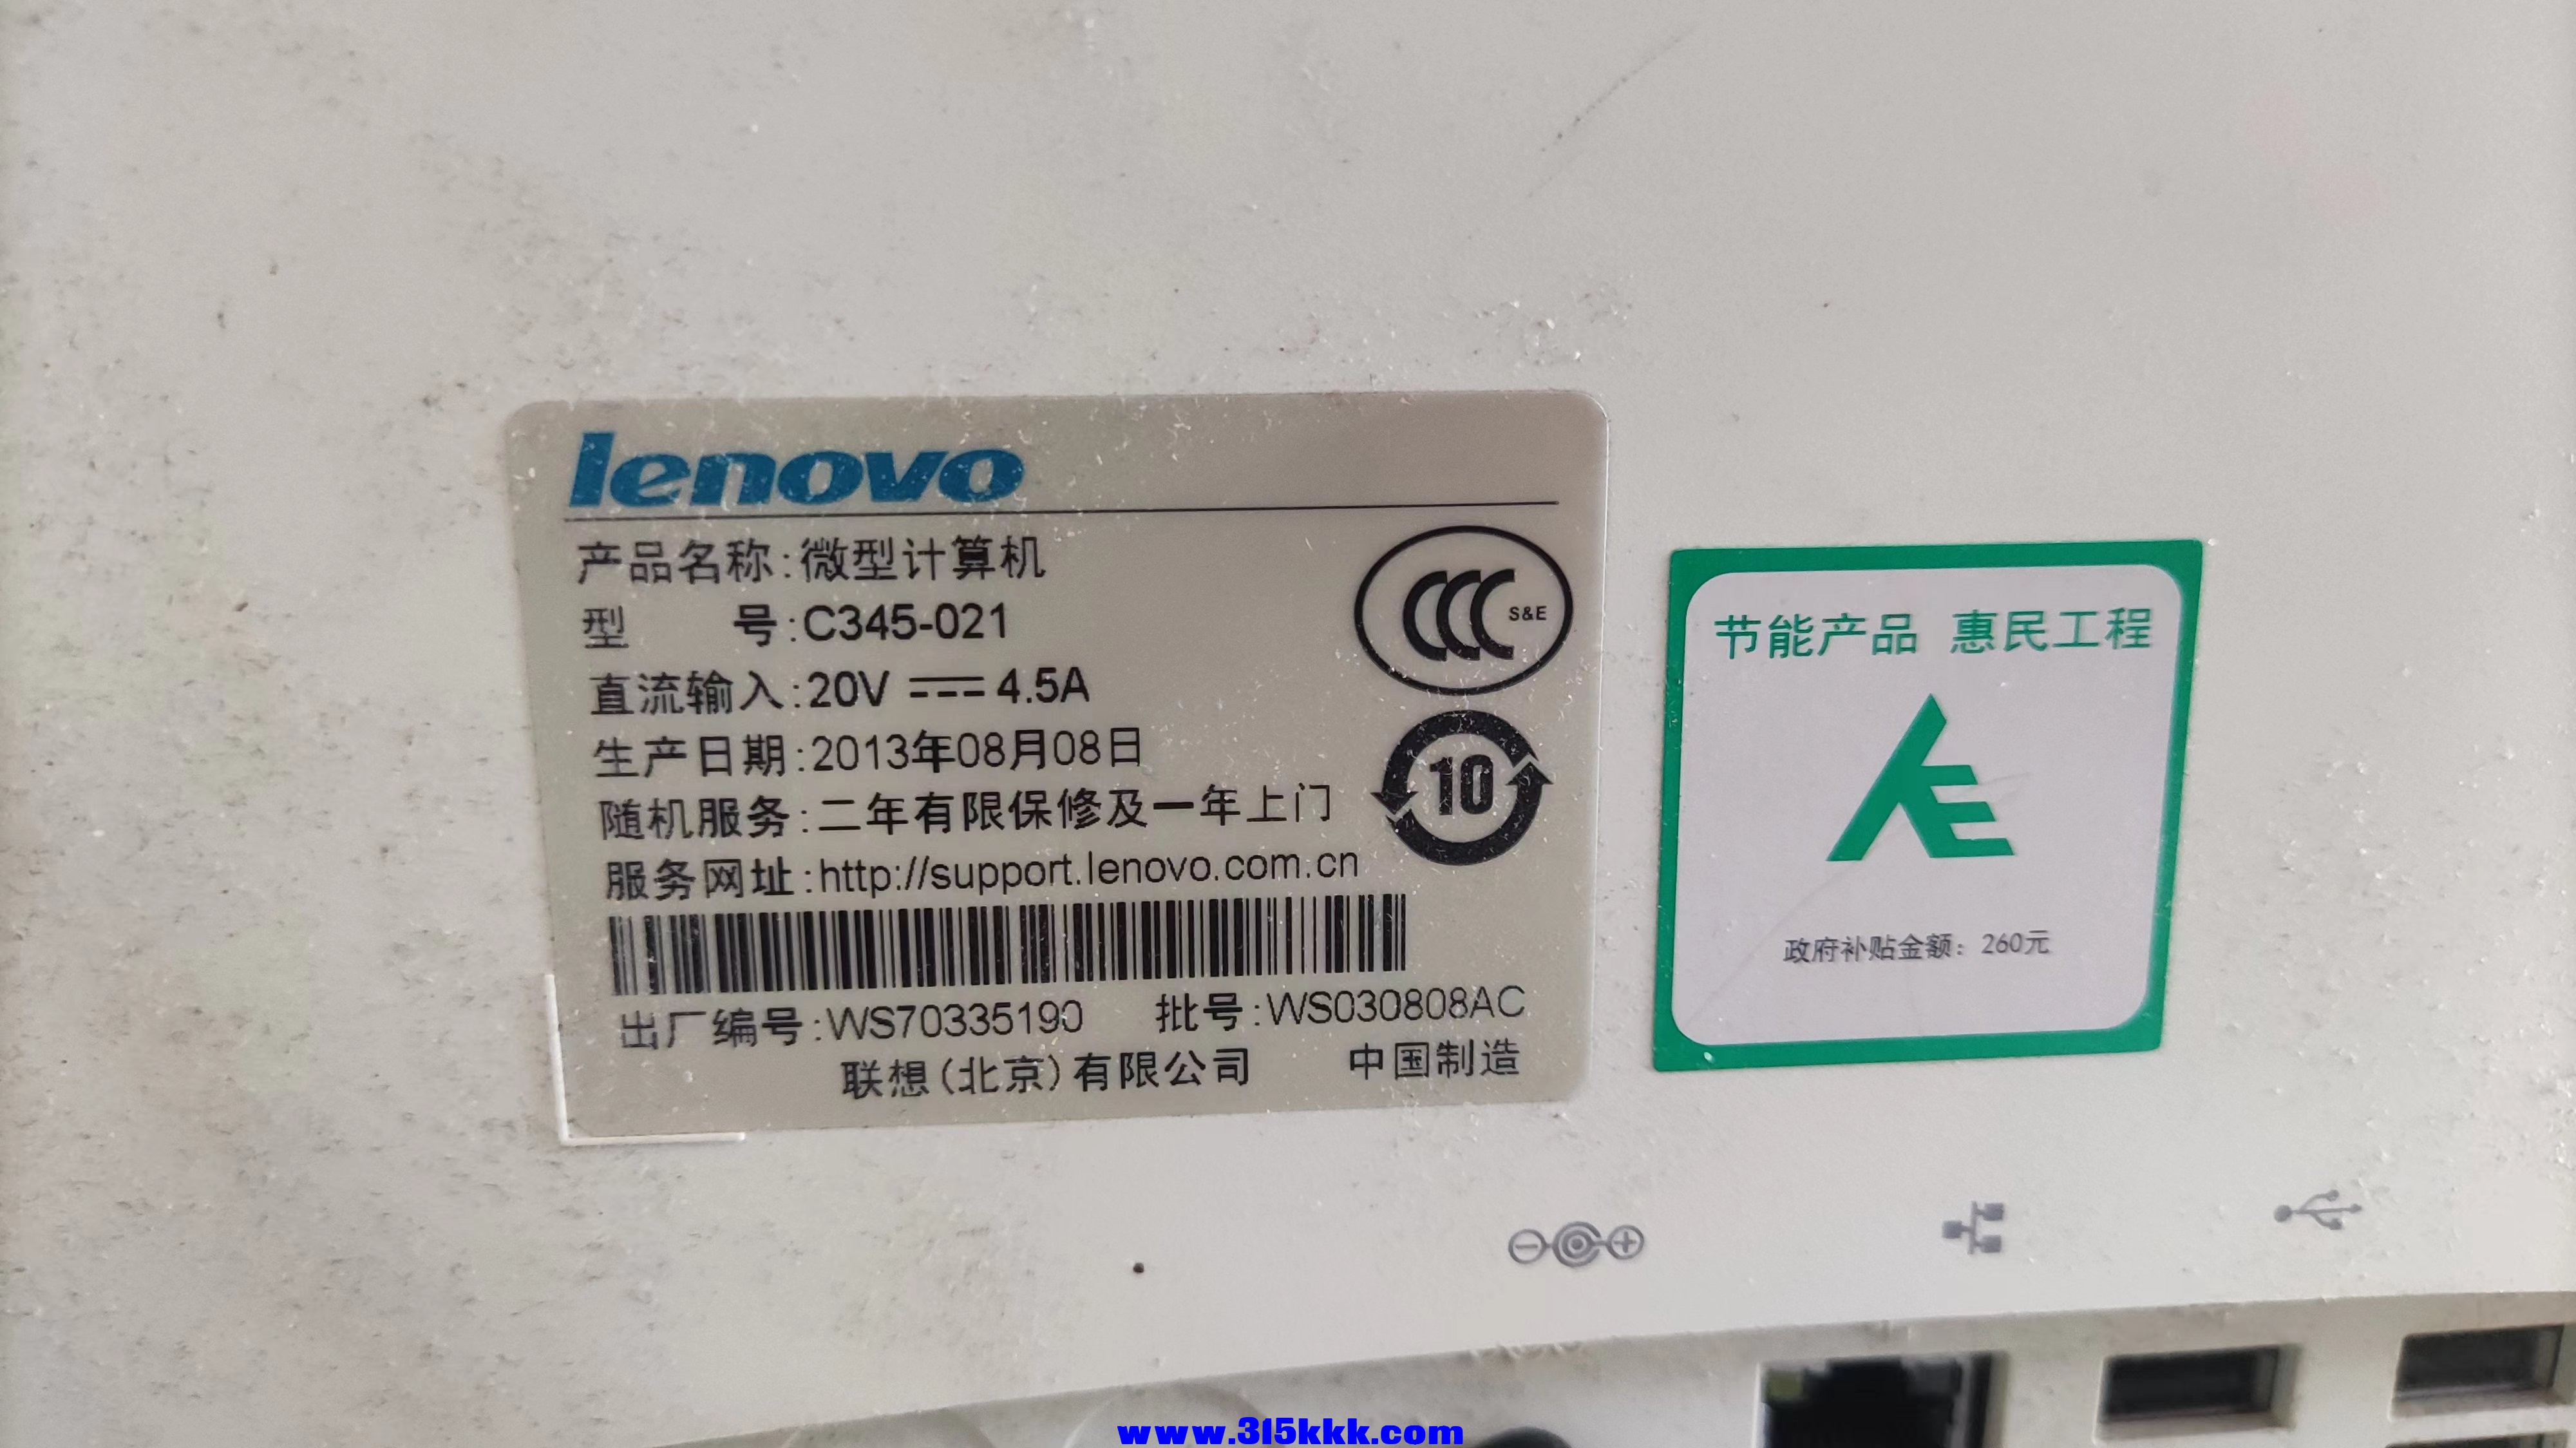 lenovo
产品名称:微型计算机
型 号:C345-021
S&E
直流输入:20V 4.5A
生产日期:2013年08月08日
随机服务:二年有限保修及一年上门
10
服务网址:http://support.lenovo.com.cn
出厂编号:WS70335190 批号:WS030808AC
联想(北京)有限公司 中国制造
节能产品 惠民工程
政府补贴金额：260元
www.315kkk.com